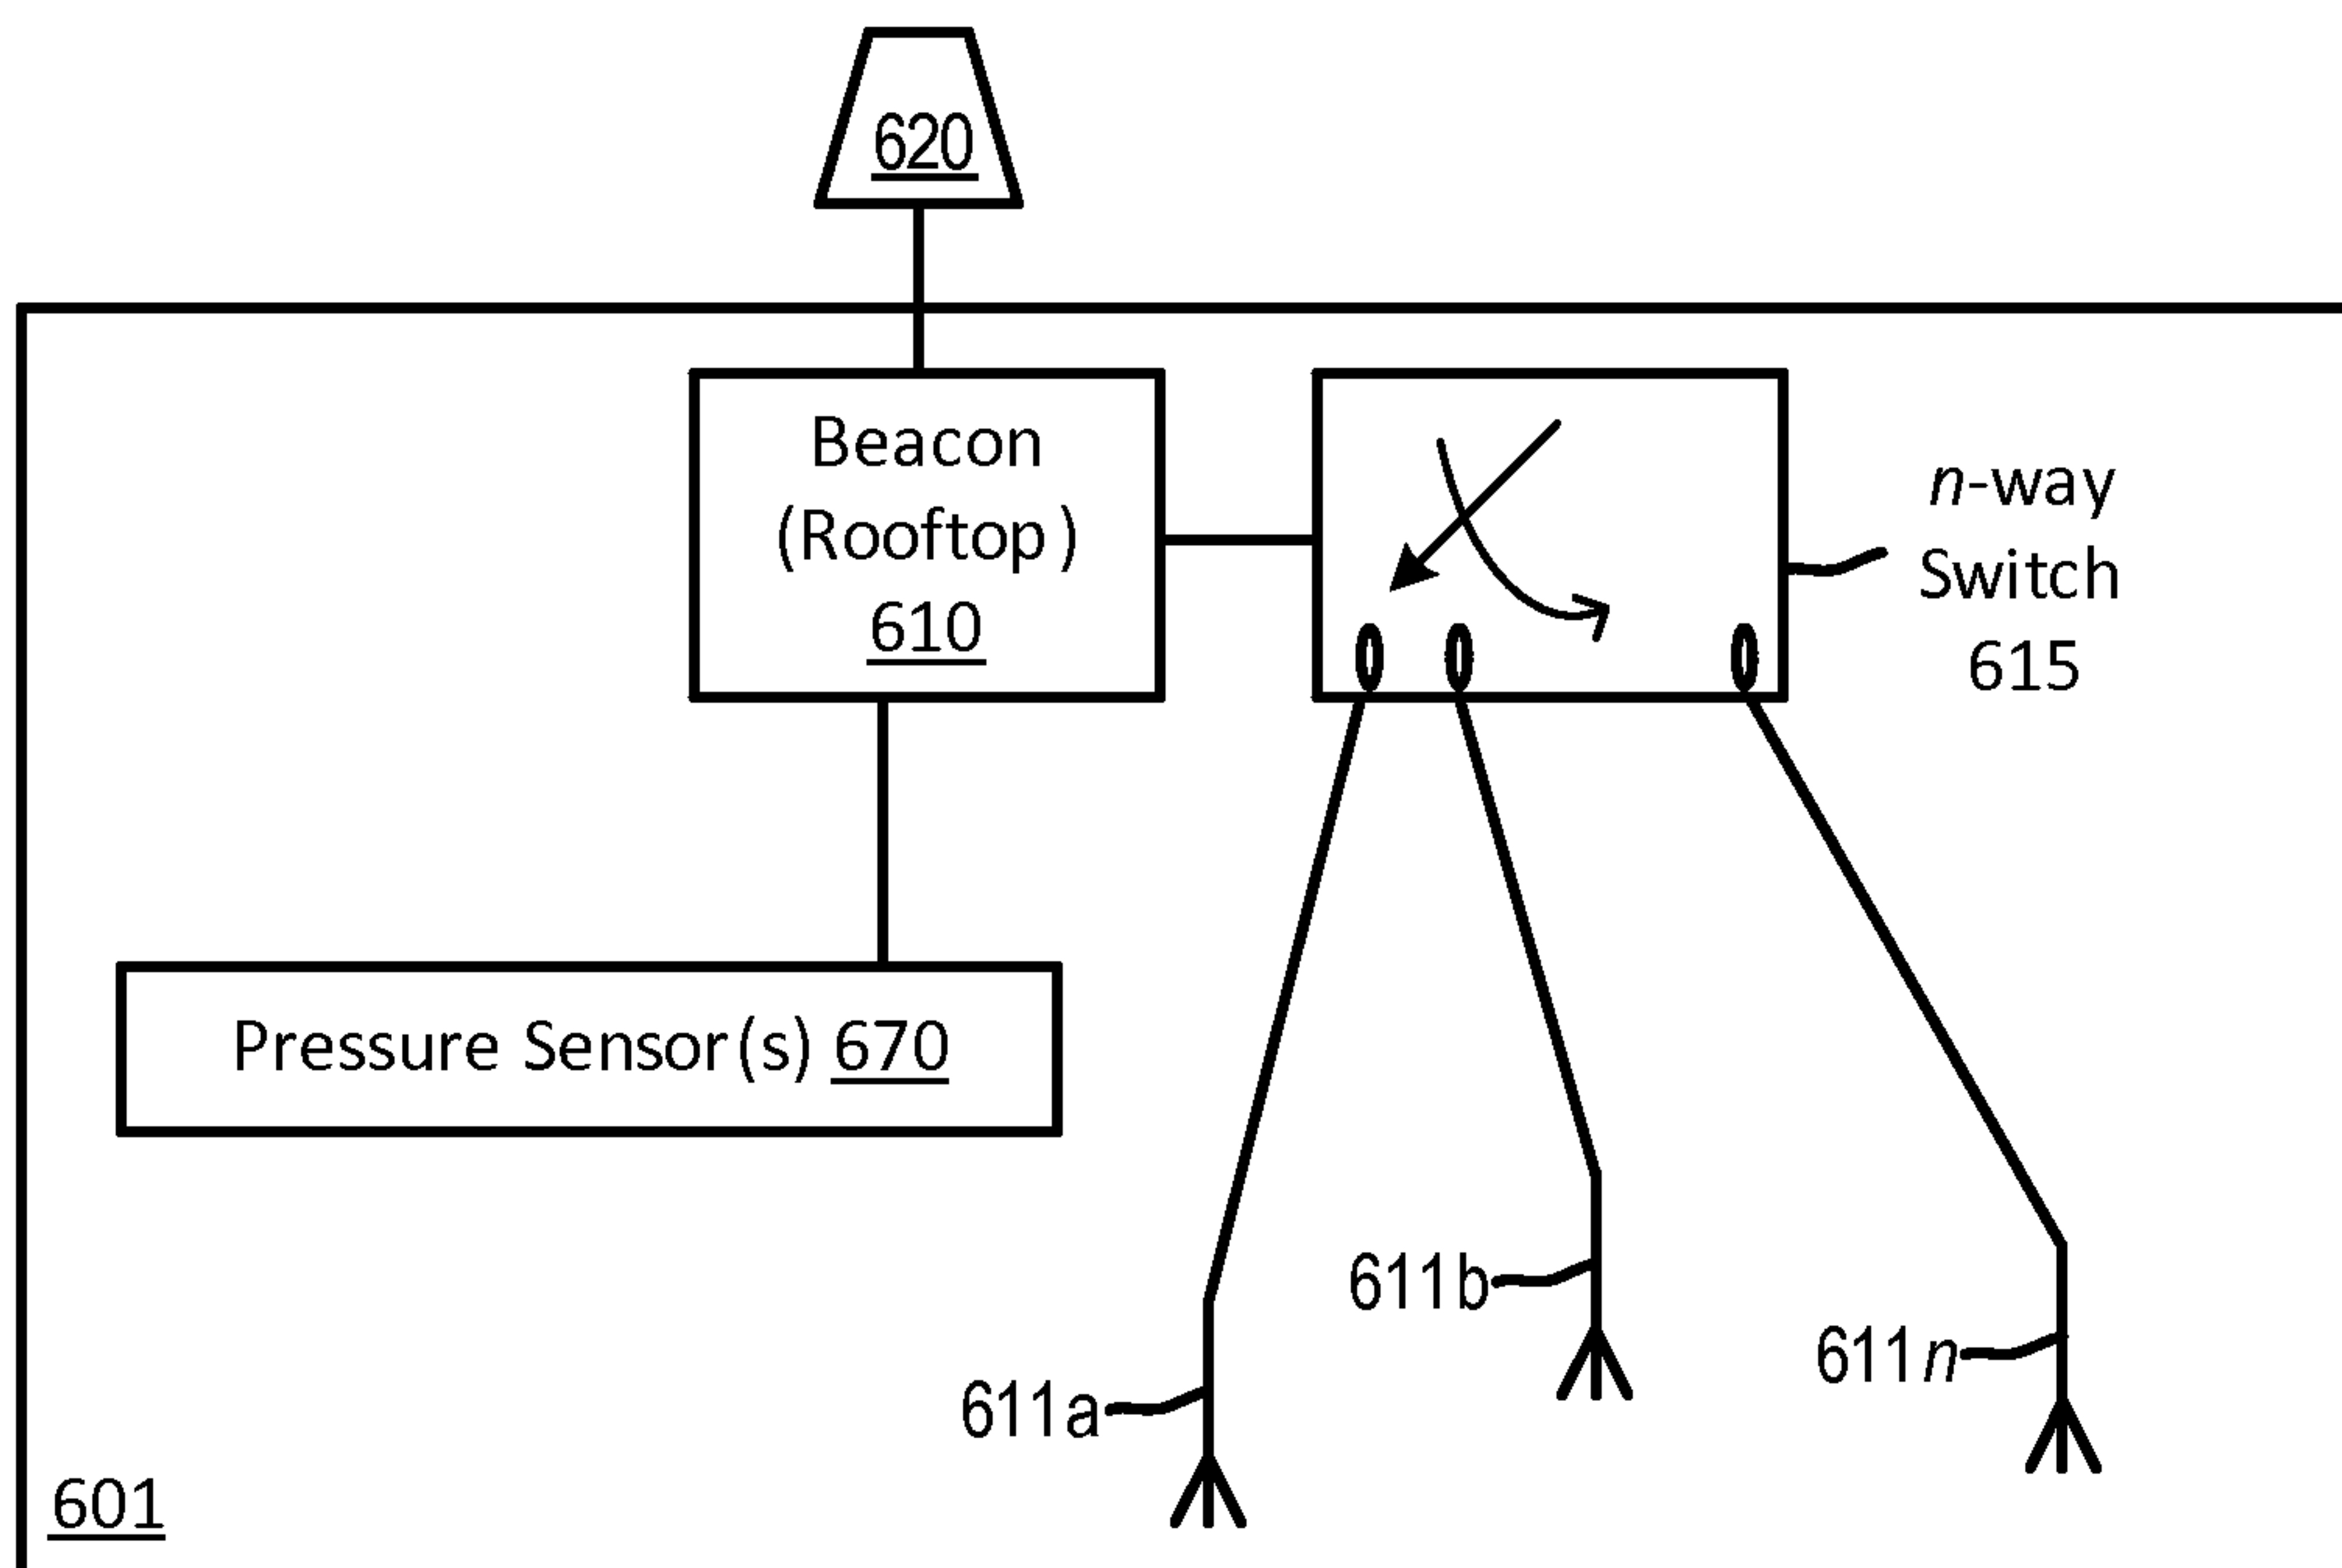 620
Beacon
(Rooftop)
610
n-way
Switch
615
Pressure Sensor(s) 670
611b
611n
611a
601